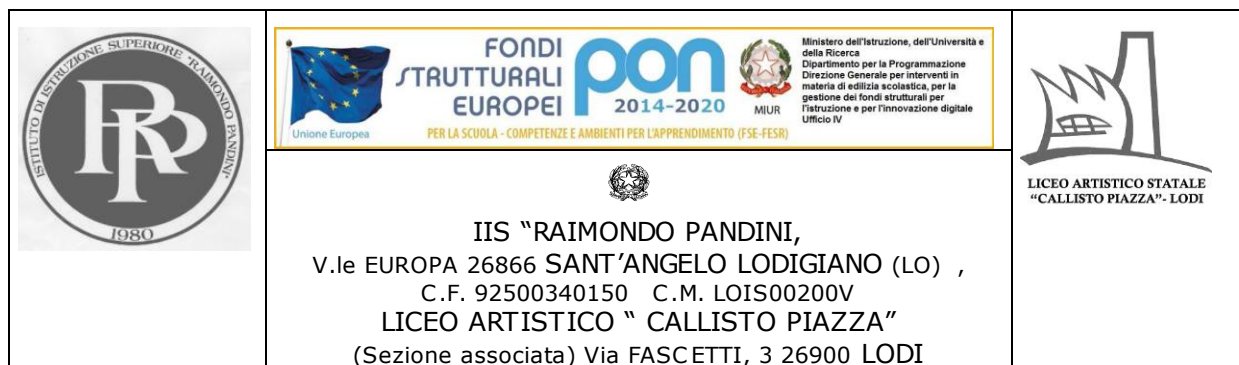 ISTITUTO DI ISTRUZIONE SUPERIORE "RAIMONDO PANDINI"
RP
1980
Unione Europea
FONDI
STRUTTURALI
EUROPEI
pon
2014-2020
MIUR
Ministero dell'Istruzione, dell'Università e
della Ricerca
Dipartimento per la Programmazione
Direzione Generale per interventi in
materia di edilizia scolastica, per la
gestione dei fondi strutturali per
l'istruzione e per l'innovazione digitale
Ufficio IV
PER LA SCUOLA - COMPETENZE E AMBIENTI PER L'APPRENDIMENTO (FSE-FESR)
LICEO ARTISTICO STATALE
"CALLISTO PIAZZA"- LODI
IIS "RAIMONDO PANDINI,
V.le EUROPA 26866 SANT'ANGELO LODIGIANO (LO) ,
C.F. 92500340150 C.M. LOIS00200V
LICEO ARTISTICO " CALLISTO PIAZZA"
(Sezione associata) Via FASCETTI, 3 26900 LODI